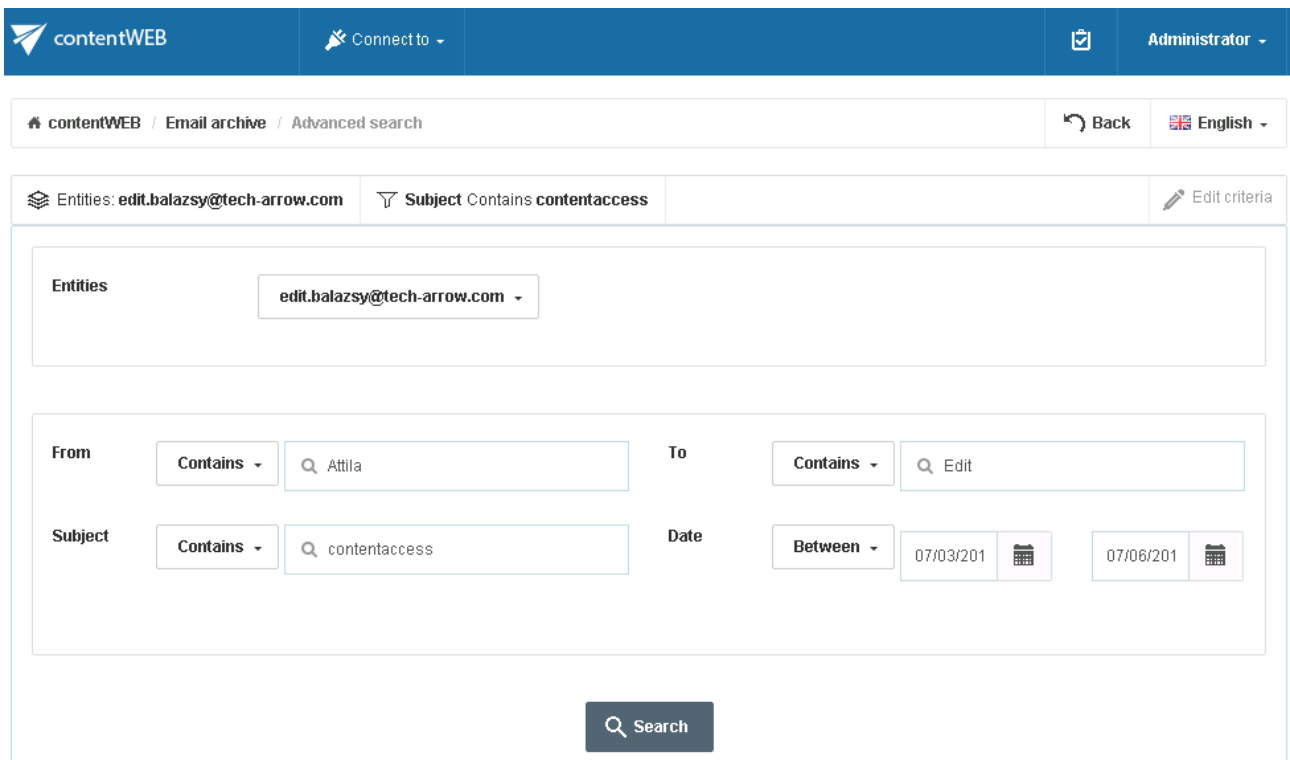 contentWEB Connect to Administrator
contentWEB / Email archive / Advanced search Back English
Entities: edit.balazsy@tech-arrow.com Subject Contains contentaccess Edit criteria
Entities edit.balazsy@tech-arrow.com
From Contains Attila To Contains Edit
Subject Contains contentaccess Date Between 07/03/201 07/06/201
Search